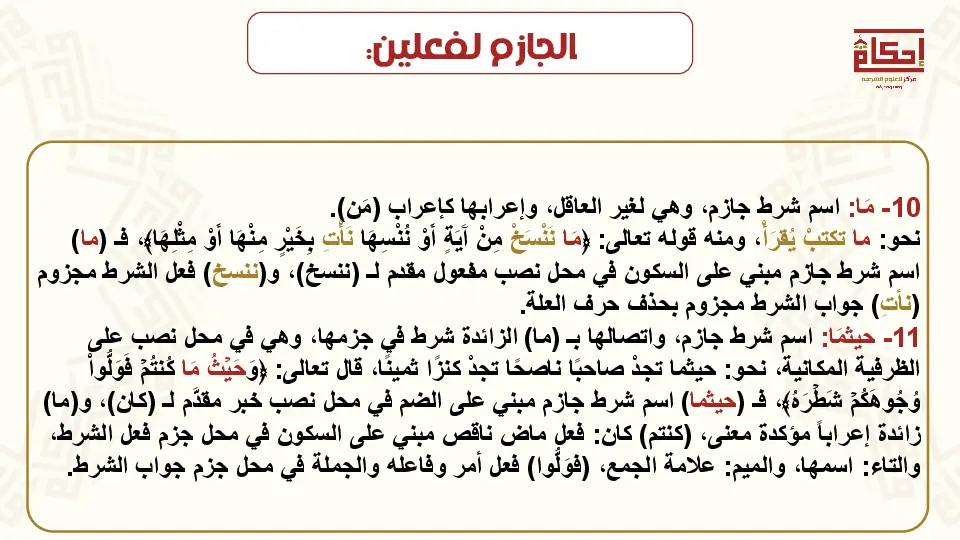 الجازم لفعلين:
إحكام
مركز للعلوم الشرعية
10- مَا: اسم شرط جازم، وهي لغير العاقل، وإعرابها كإعراب (مَن).
نحو: ما تكتبْ يُقرَأْ، ومنه قوله تعالى: ﴿مَا نَنْسَخْ مِنْ آيَةٍ أَوْ نُنْسِهَا نَأْتِ بِخَيْرٍ مِنْهَا أَوْ مِثْلِهَا﴾، فـ (ما)
اسم شرط جازم مبني على السكون في محل نصب مفعول مقدم لـ (ننسخ)، و(ننسخ) فعل الشرط مجزوم
(نأتِ) جواب الشرط مجزوم بحذف حرف العلة.
11- حيثمَا: اسم شرط جازم، واتصالها بـ (ما) الزائدة شرط في جزمها، وهي في محل نصب على
الظرفية المكانية، نحو: حيثما تجدْ صاحبًا ناصحًا تجدْ كنزًا ثمينًا، قال تعالى: ﴿وَحَيْثُ مَا كُنتُمْ فَوَلُّواْ
وُجُوهَكُمْ شَطْرَهُ﴾، فـ (حيثما) اسم شرط جازم مبني على الضم في محل نصب خبر مقدَّم لـ (كان)، و(ما)
زائدة إعراباً مؤكدة معنى، (كنتم) كان: فعل ماض ناقص مبني على السكون في محل جزم فعل الشرط،
والتاء: اسمها، والميم: علامة الجمع، (فَوَلُّوا) فعل أمر وفاعله والجملة في محل جزم جواب الشرط.